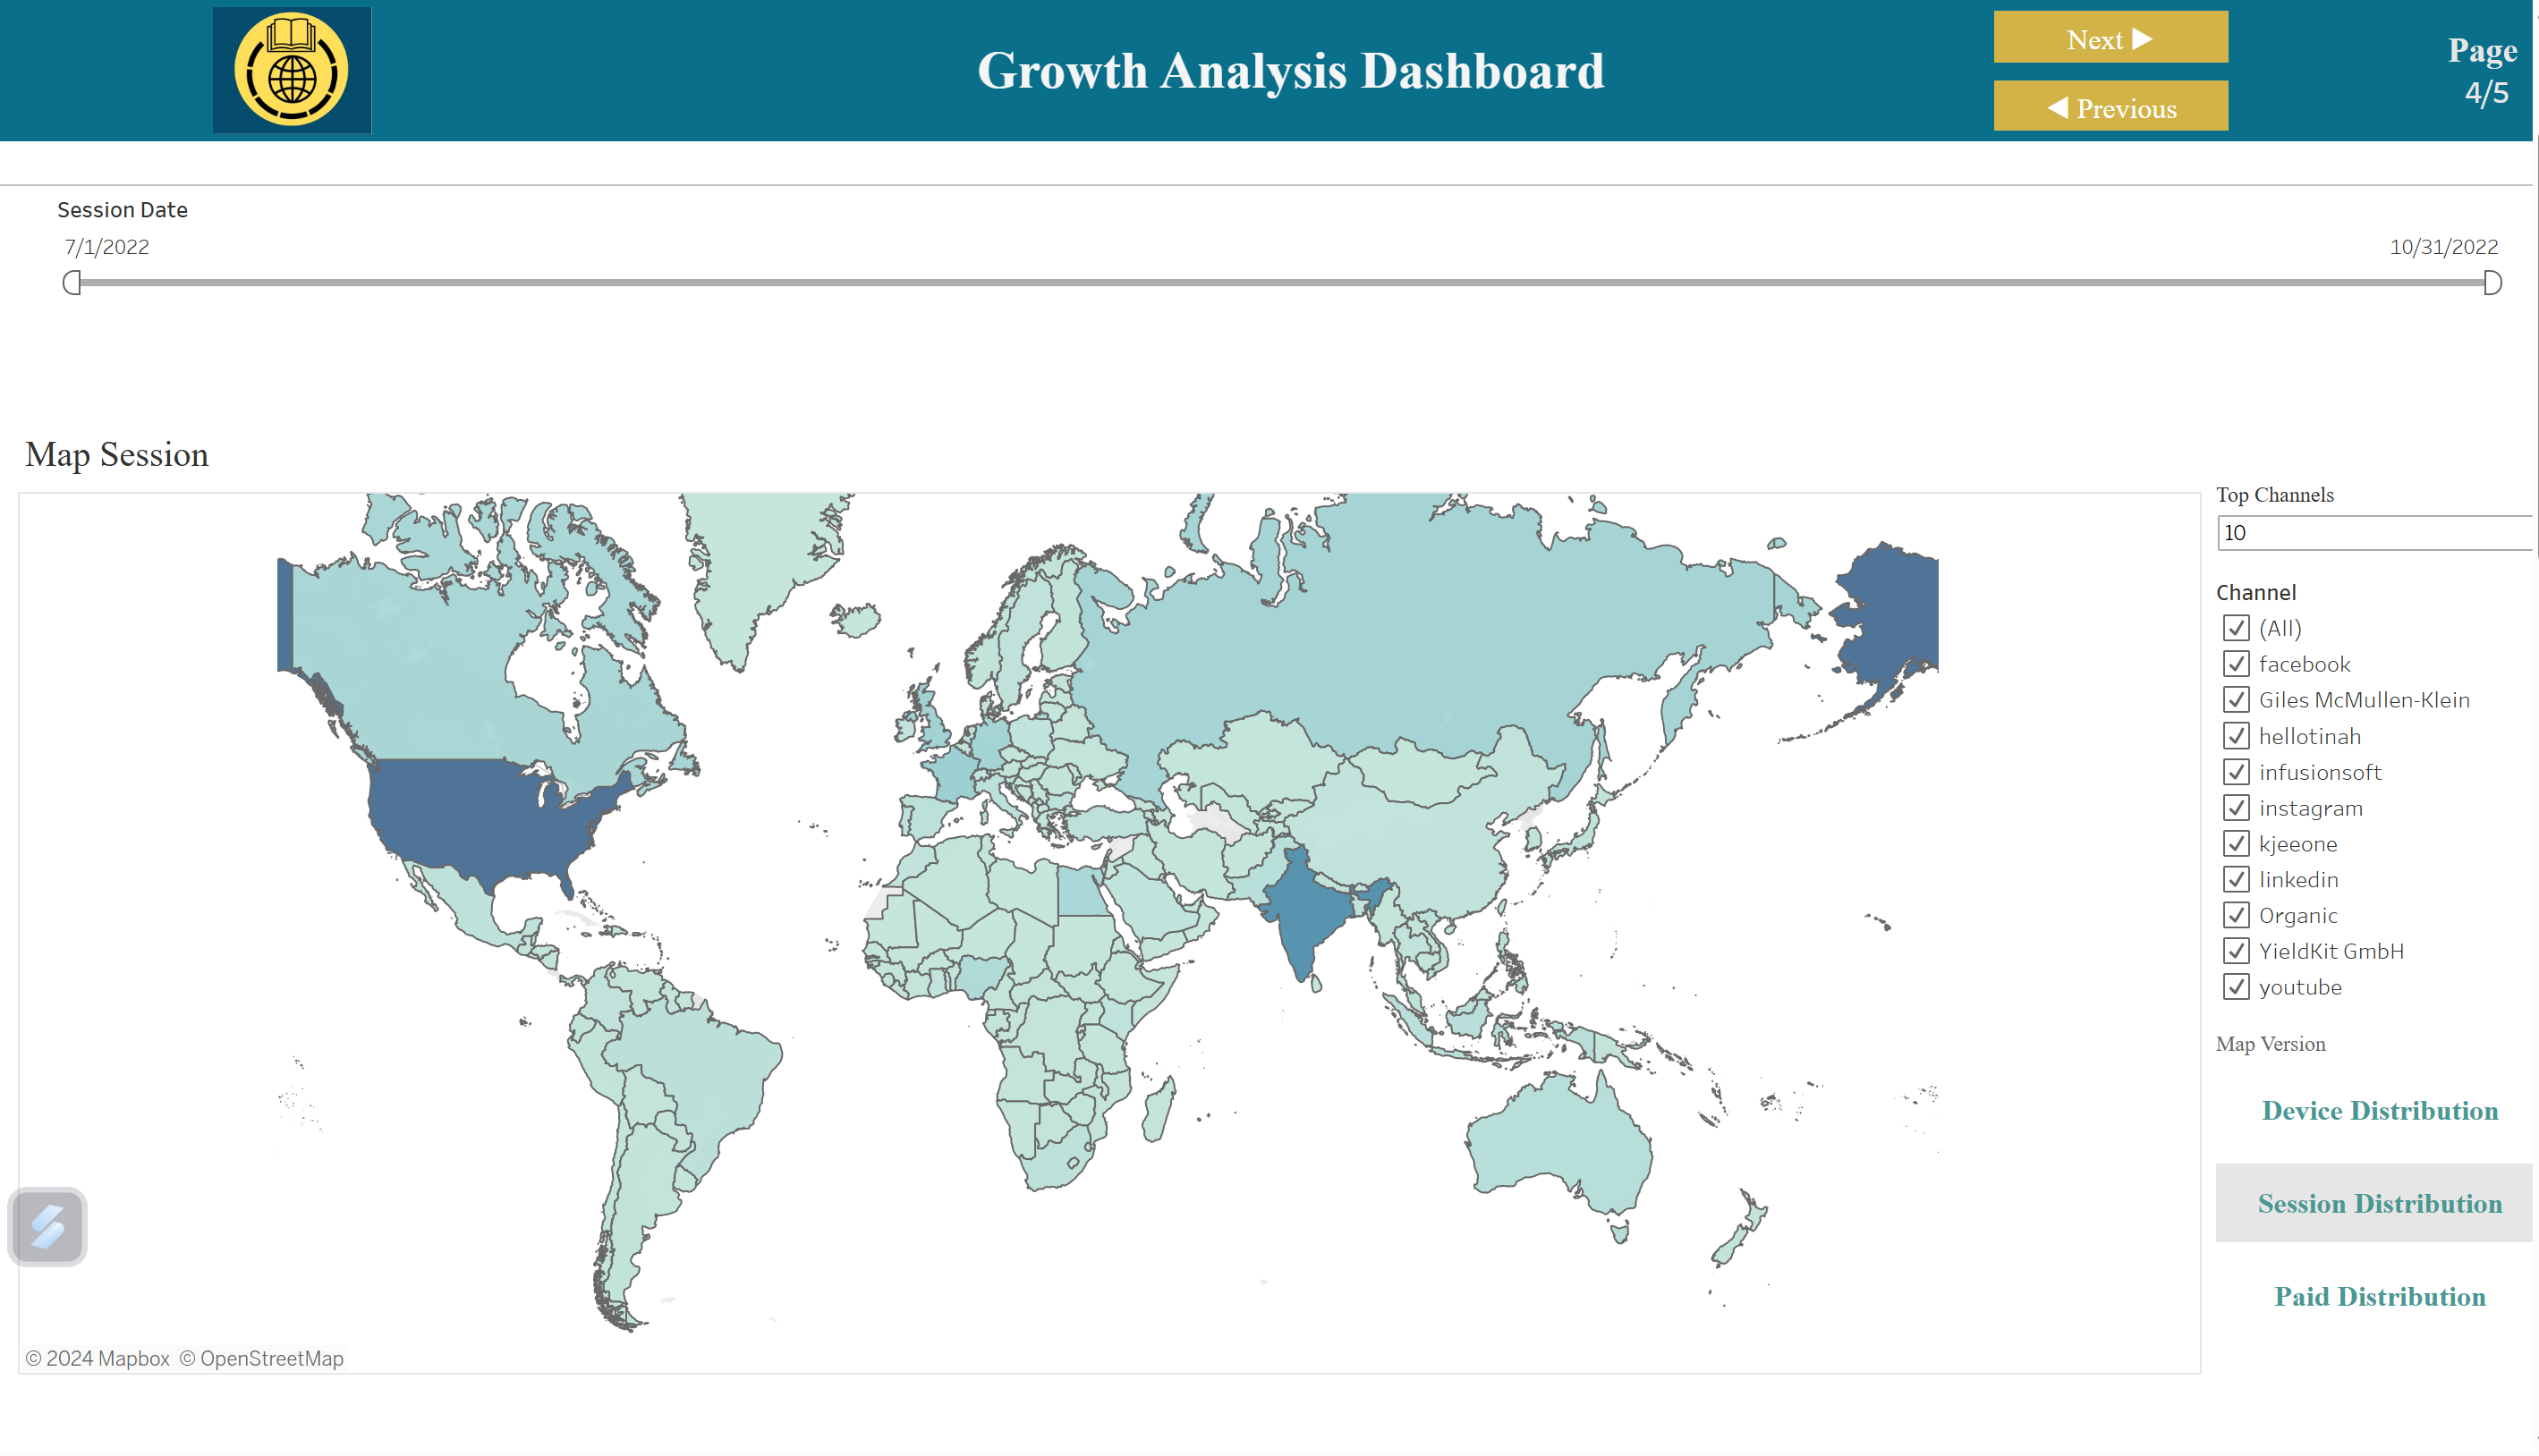 Growth Analysis Dashboard
Next ▶
◀ Previous
Page
4/5
Session Date
7/1/2022
10/31/2022
Map Session
© 2024 Mapbox © OpenStreetMap
Top Channels
10
Channel
(All)
facebook
Giles McMullen-Klein
hellotinah
infusionsoft
instagram
kjeeone
linkedin
Organic
YieldKit GmbH
youtube
Map Version
Device Distribution
Session Distribution
Paid Distribution